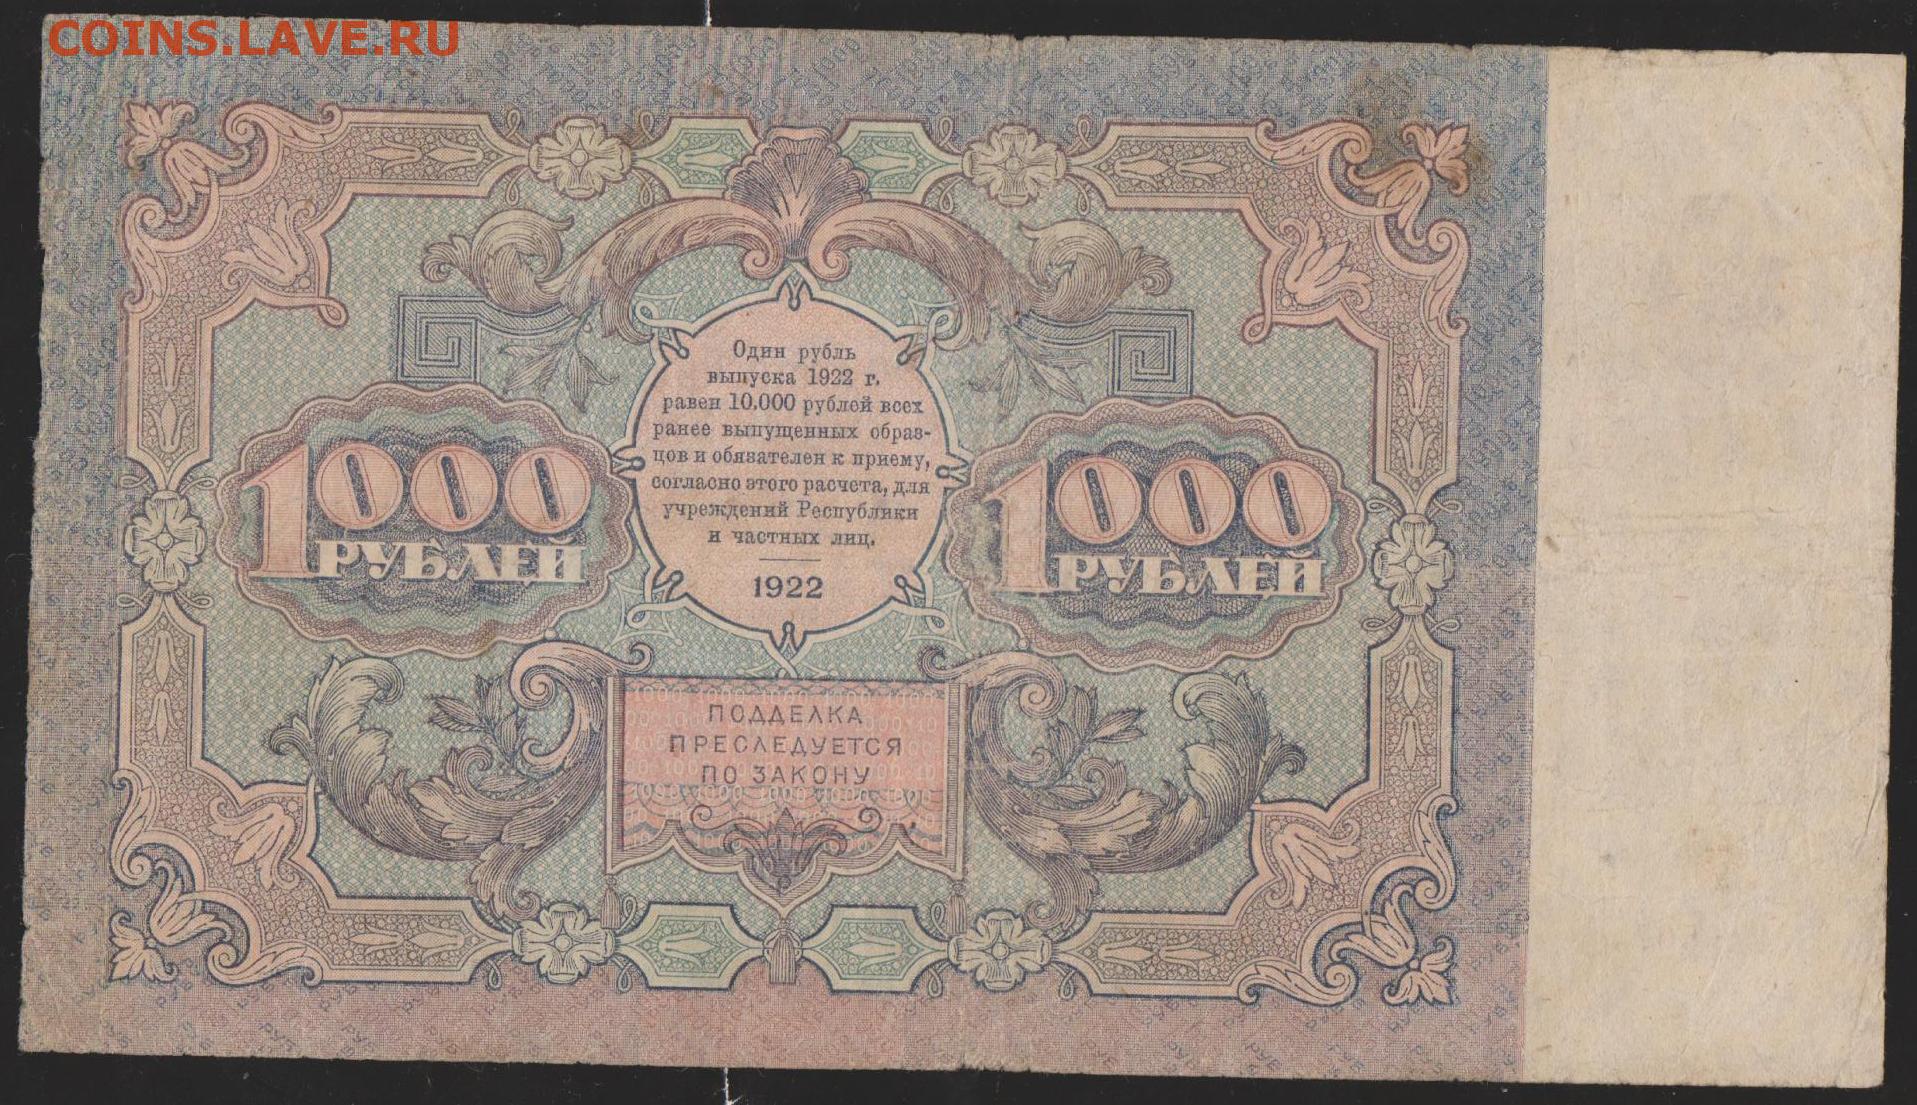 COINS.LAVE.RU
Один рубль
выпуска 1922 г.
равен 10.000 рублей всех
ранее выпущенных образ-
цов и обязателен к приему,
согласно этого расчета, для
учреждений Республики
и частных лиц.
1922
1000
РУБЛЕЙ
1000
РУБЛЕЙ
ПОДДЕЛКА
ПРЕСЛЕДУЕТСЯ
ПО ЗАКОНУ